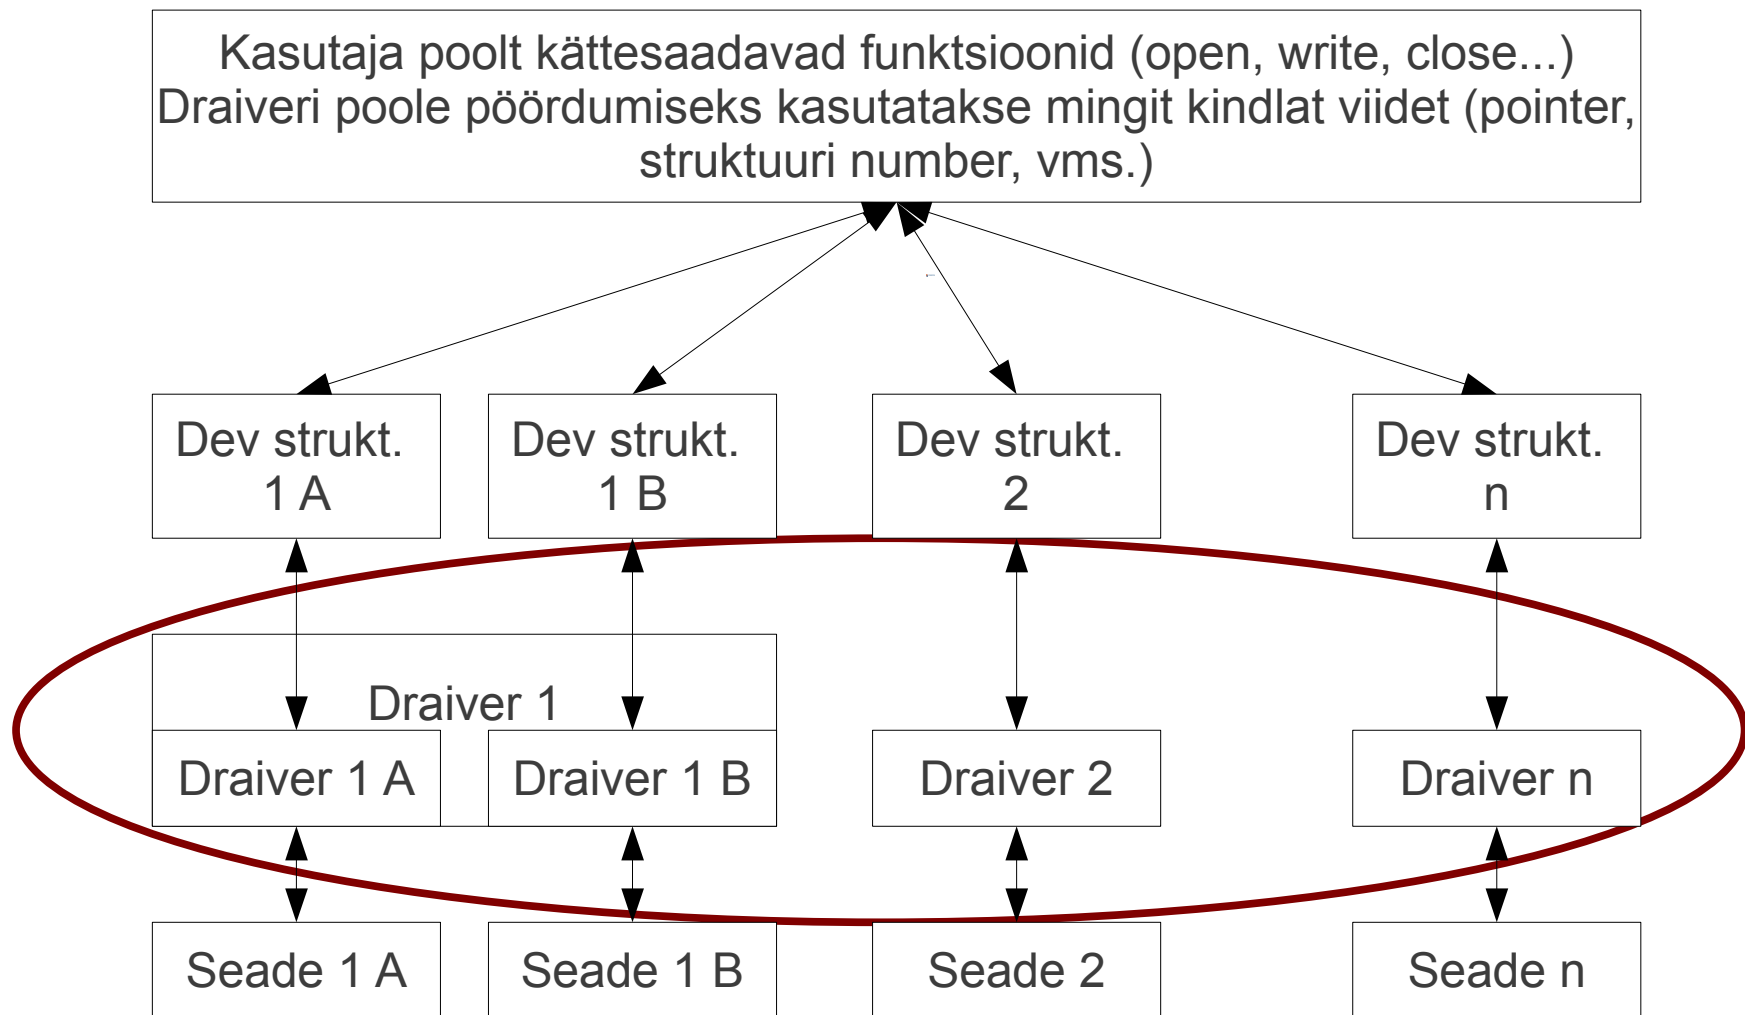 Kasutaja poolt kättesaadavad funktsioonid (open, write, close...)
Draiveri poole pöördumiseks kasutatakse mingit kindlat viidet (pointer,
struktuuri number, vms.)
Dev strukt.
1 A
Dev strukt.
1 B
Dev strukt.
2
Dev strukt.
n
Draiver 1
Draiver 1 A
Draiver 1 B
Draiver 2
Draiver n
Seade 1 A
Seade 1 B
Seade 2
Seade n